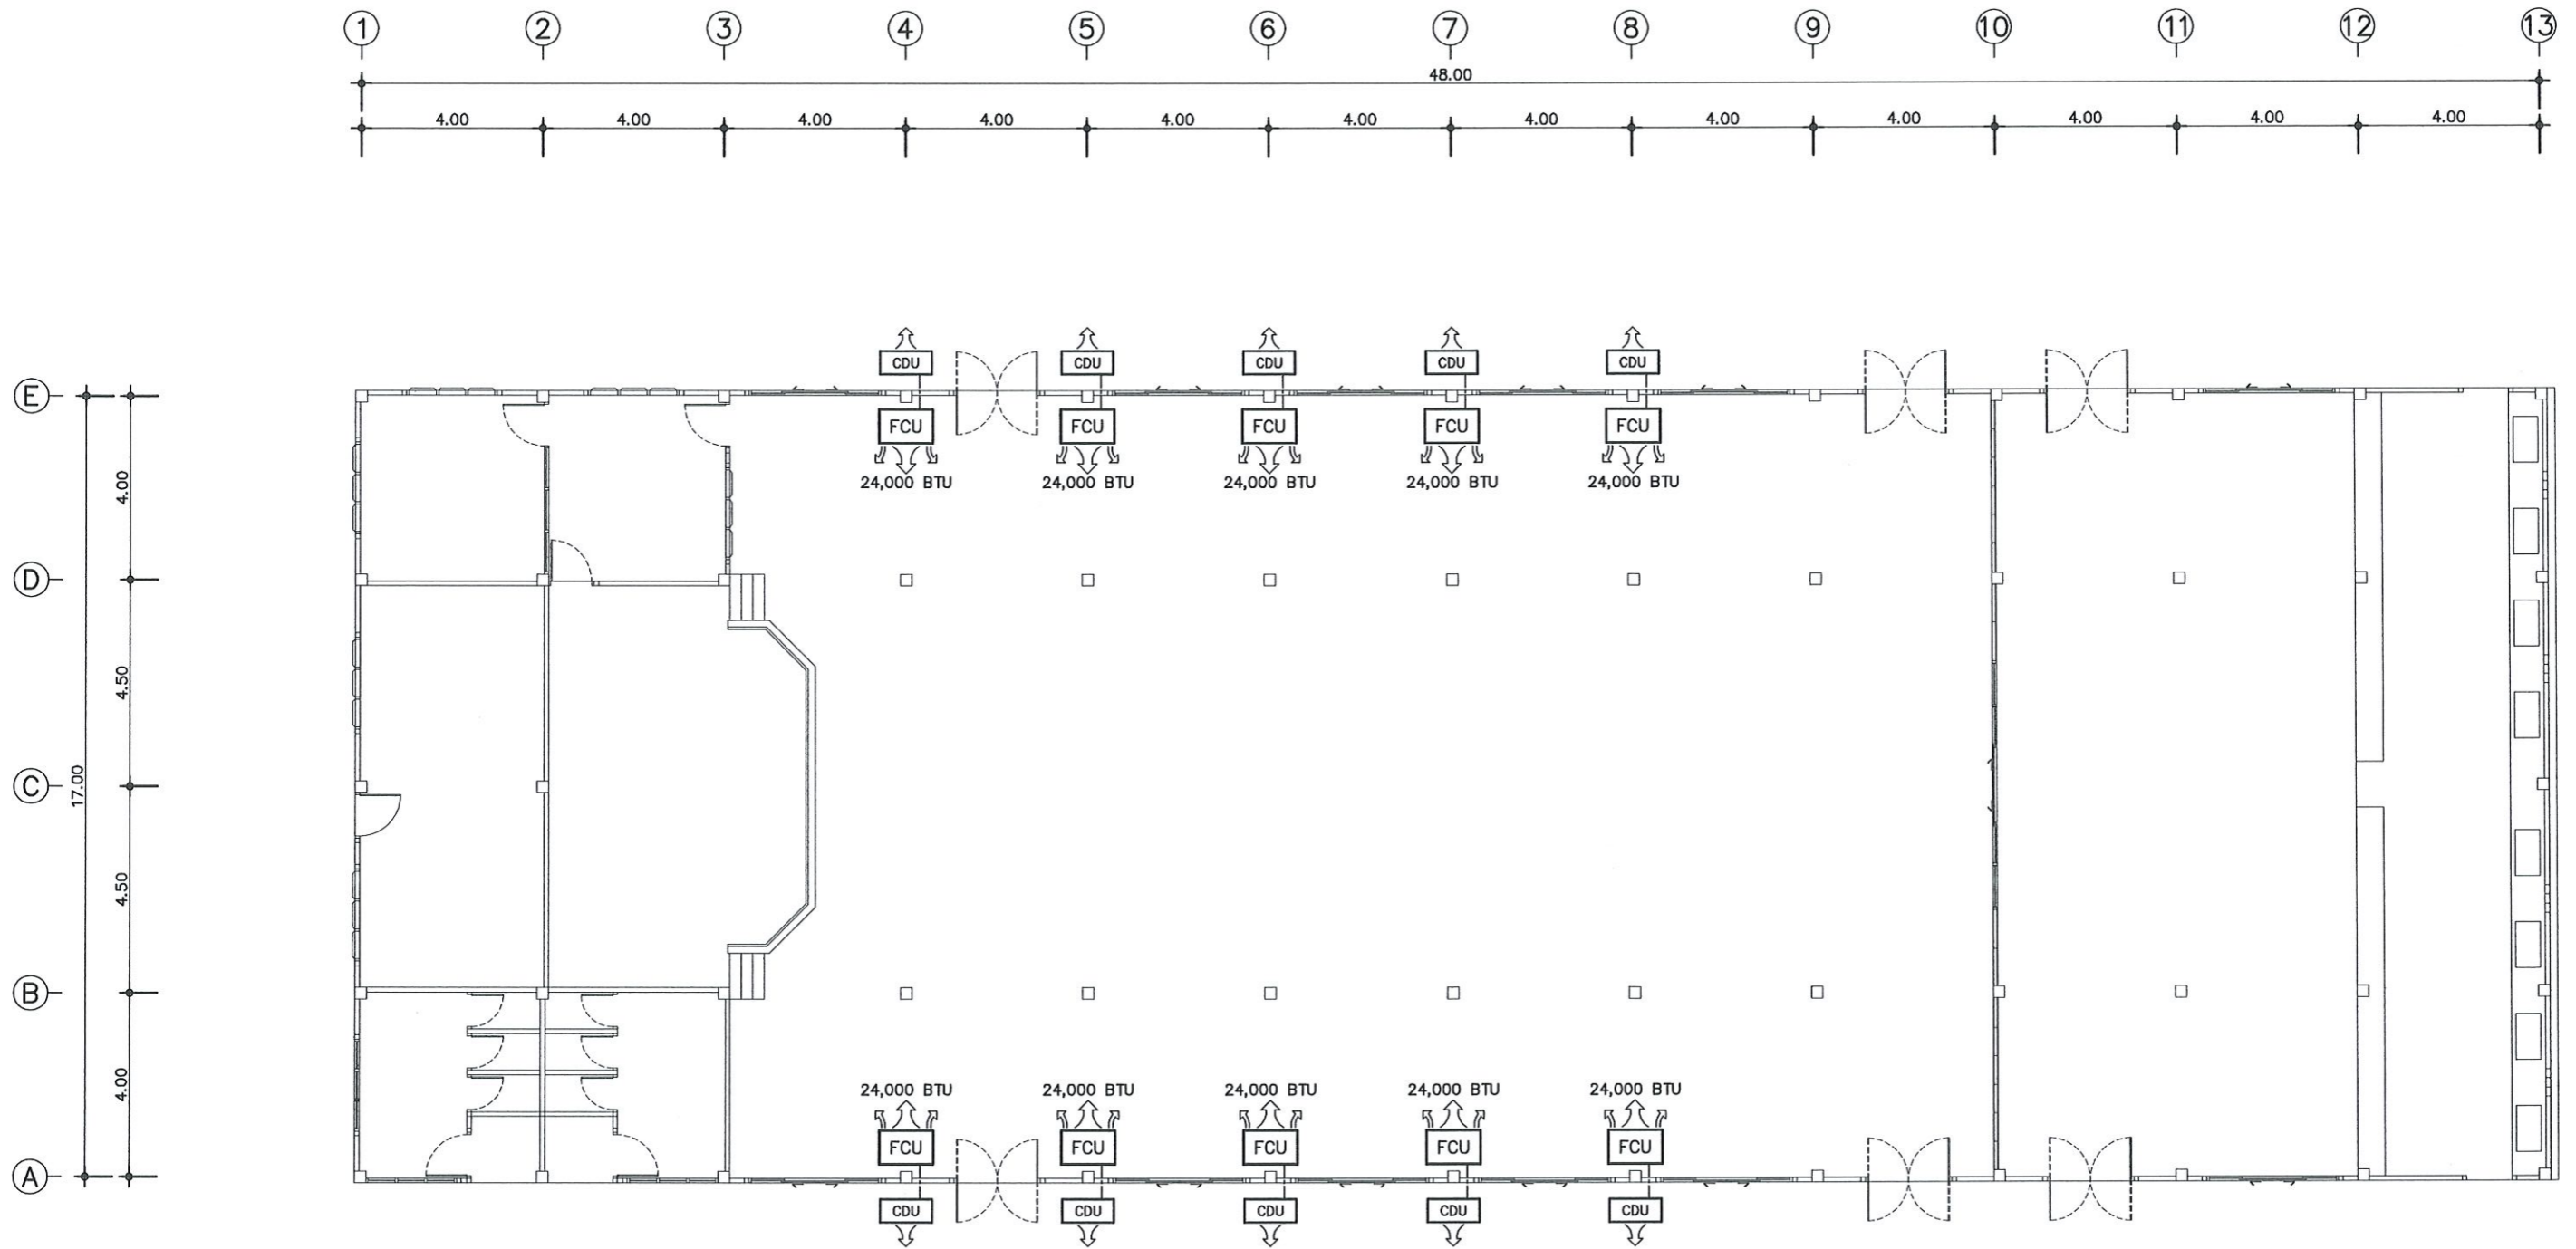 1 2 3 4 5 6 7 8 9 10 11 12 13
48.00
4.00 4.00 4.00 4.00 4.00 4.00 4.00 4.00 4.00 4.00 4.00 4.00
CDU CDU CDU CDU CDU
E
FCU FCU FCU FCU FCU
24,000 BTU 24,000 BTU 24,000 BTU 24,000 BTU 24,000 BTU
4.00
D
4.50
C
17.00
4.50
B
4.00
24,000 BTU 24,000 BTU 24,000 BTU 24,000 BTU 24,000 BTU
FCU FCU FCU FCU FCU
A
CDU CDU CDU CDU CDU